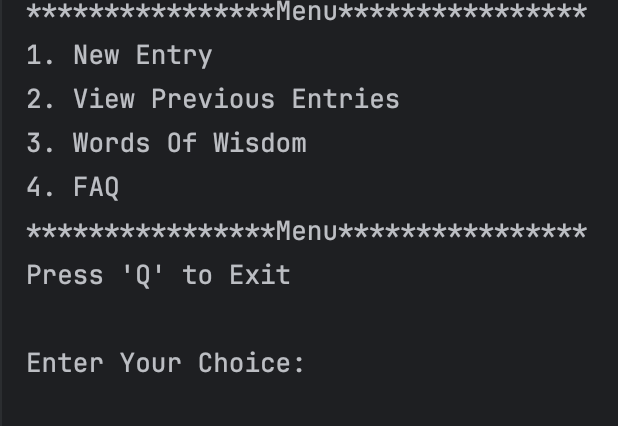 ****************Menu****************
1. New Entry
2. View Previous Entries
3. Words Of Wisdom
4. FAQ
****************Menu****************
Press 'Q' to Exit
Enter Your Choice: